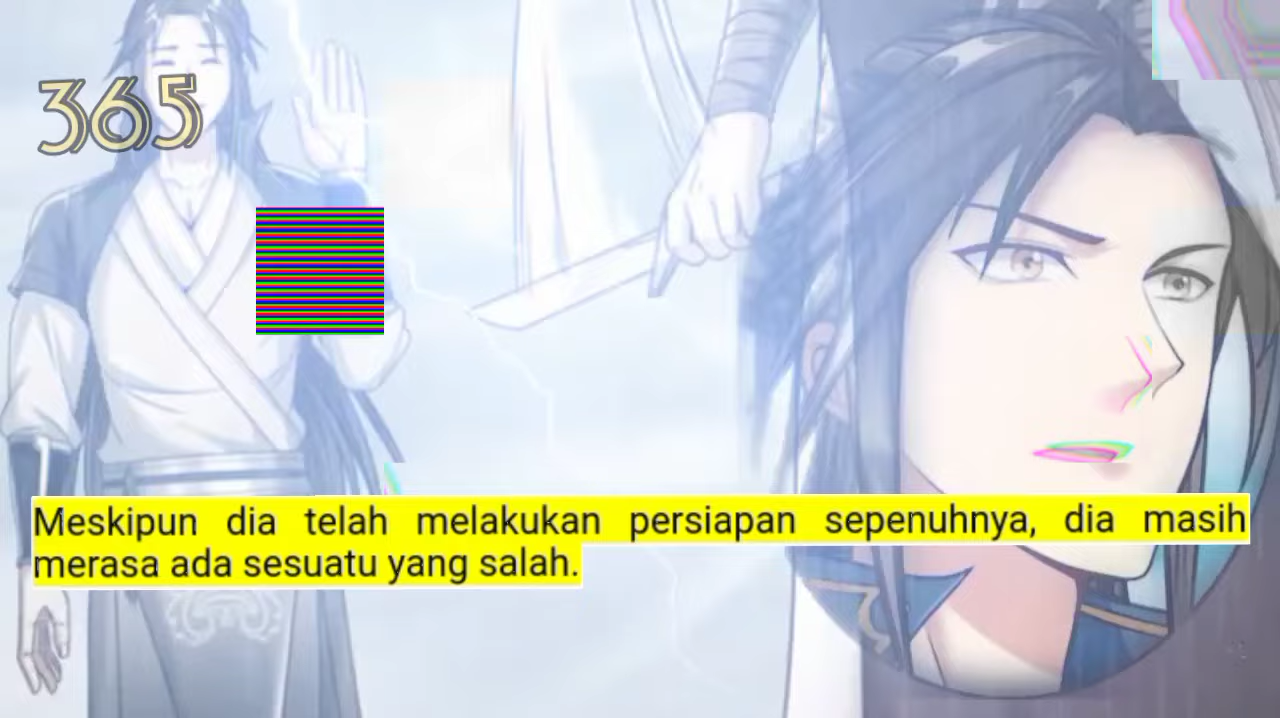 365
Meskipun dia telah melakukan persiapan sepenuhnya, dia masih
merasa ada sesuatu yang salah.